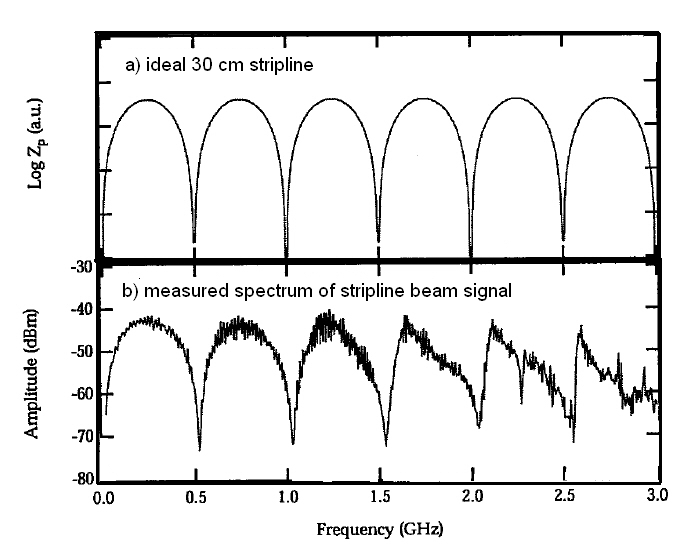 a) ideal 30 cm stripline
Log Zp (a.u.)
b) measured spectrum of stripline beam signal
Amplitude (dBm)
-30
-40
-50
-60
-70
-80
0.0 0.5 1.0 1.5 2.0 2.5 3.0
Frequency (GHz)